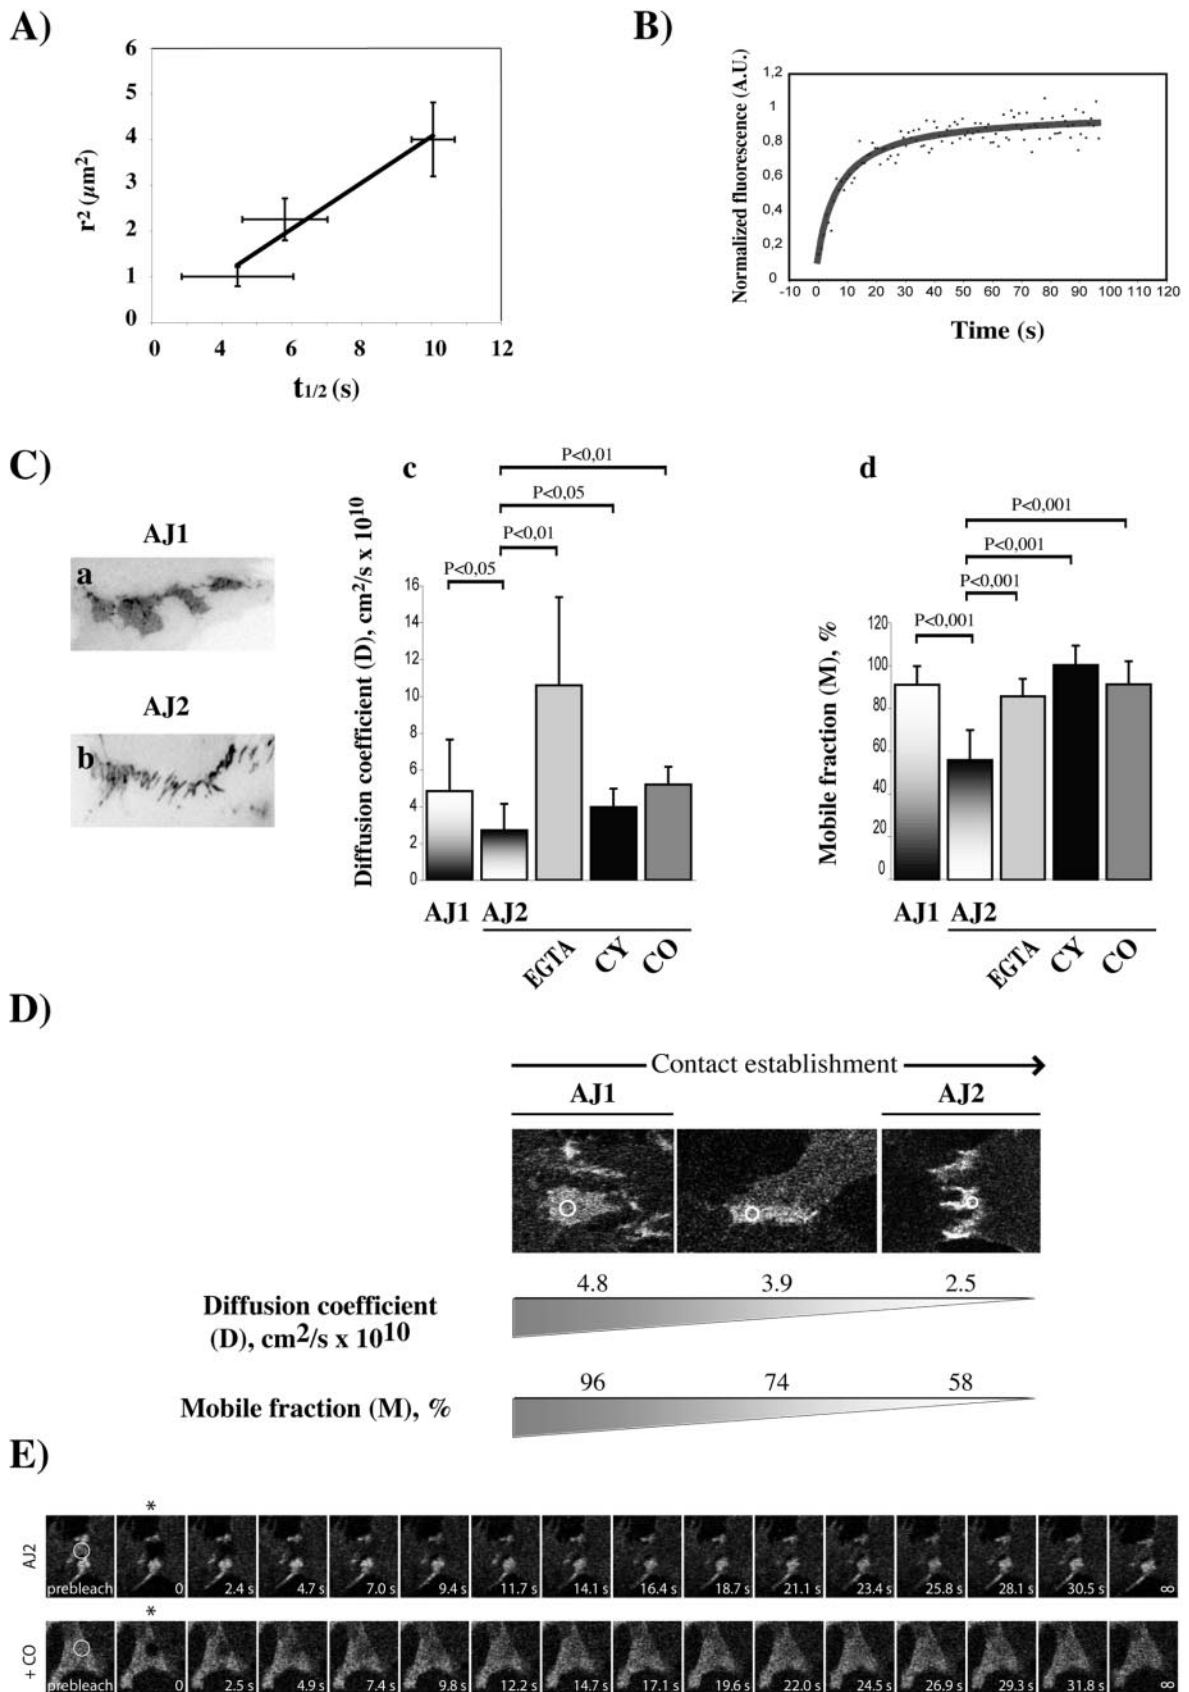 A)
6
5
4
3
2
1
0
r² (µm²)
0 4 6 8 10 12
t1/2 (s)
B)
Normalized fluorescence (A.U.)
1,2
1
0,8
0,6
0,4
0,2
0
-10 0 10 20 30 40 50 60 70 80 90 100 110 120
Time (s)
C)
AJ1
a
AJ2
b
c
P<0,01
P<0,05
P<0,01
P<0,05
Diffusion coefficient (D), cm²/s x 10¹⁰
16
14
12
10
8
6
4
2
0
AJ1 AJ2
EGTA CY CO
d
P<0,001
P<0,001
P<0,001
P<0,001
Mobile fraction (M), %
120
100
80
60
40
20
0
AJ1 AJ2
EGTA CY CO
D)
Contact establishment
AJ1 AJ2
4.8 3.9 2.5
Diffusion coefficient
(D), cm²/s x 10¹⁰
96 74 58
Mobile fraction (M), %
E)
*
AJ2
prebleach 0 2.4 s 4.7 s 7.0 s 9.4 s 11.7 s 14.1 s 16.4 s 18.7 s 21.1 s 23.4 s 25.8 s 28.1 s 30.5 s ∞
*
+ CO
prebleach 0 2.5 s 4.9 s 7.4 s 9.8 s 12.2 s 14.7 s 17.1 s 19.6 s 22.0 s 24.5 s 26.9 s 29.3 s 31.8 s ∞